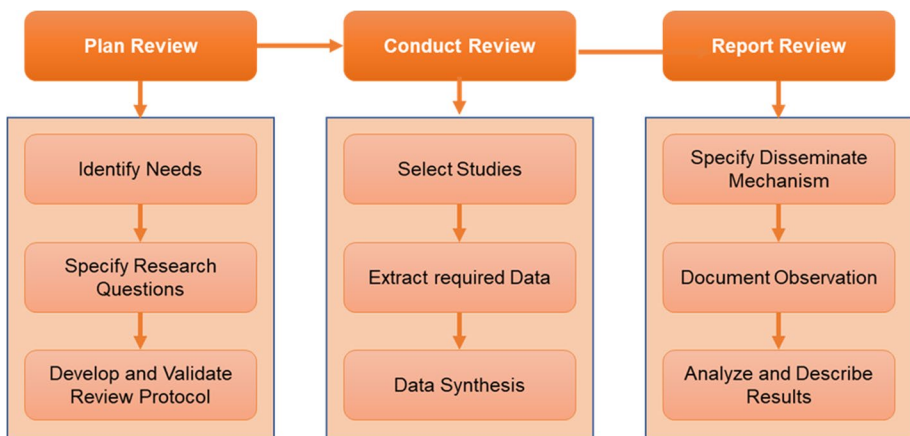 Plan Review
Conduct Review
Report Review
Identify Needs
Specify Research
Questions
Develop and Validate
Review Protocol
Select Studies
Extract required Data
Data Synthesis
Specify Disseminate
Mechanism
Document Observation
Analyze and Describe
Results